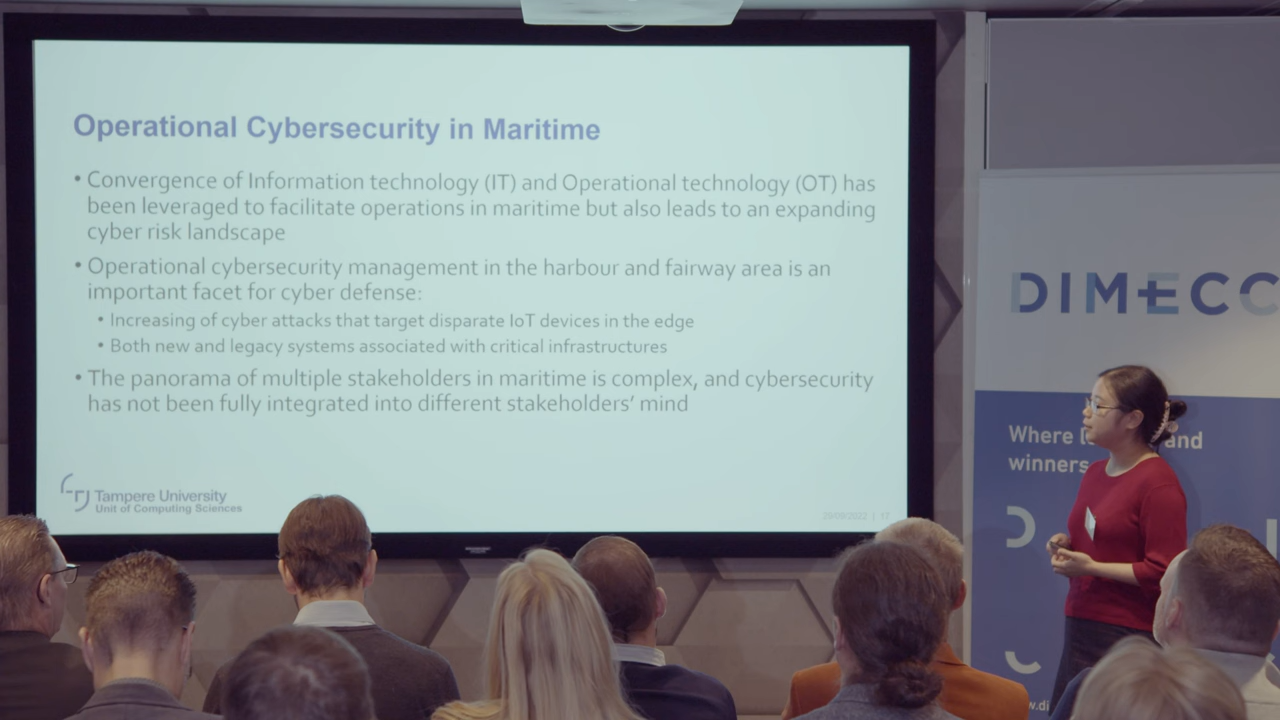 Operational Cybersecurity in Maritime
• Convergence of Information technology (IT) and Operational technology (OT) has
been leveraged to facilitate operations in maritime but also leads to an expanding
cyber risk landscape
• Operational cybersecurity management in the harbour and fairway area is an
important facet for cyber defense:
• Increasing of cyber attacks that target disparate IoT devices in the edge
• Both new and legacy systems associated with critical infrastructures
• The panorama of multiple stakeholders in maritime is complex, and cybersecurity
has not been fully integrated into different stakeholders' mind
Tampere University
Unit of Computing Sciences
29/09/2022 | 17
DIMECC
Where and
winners